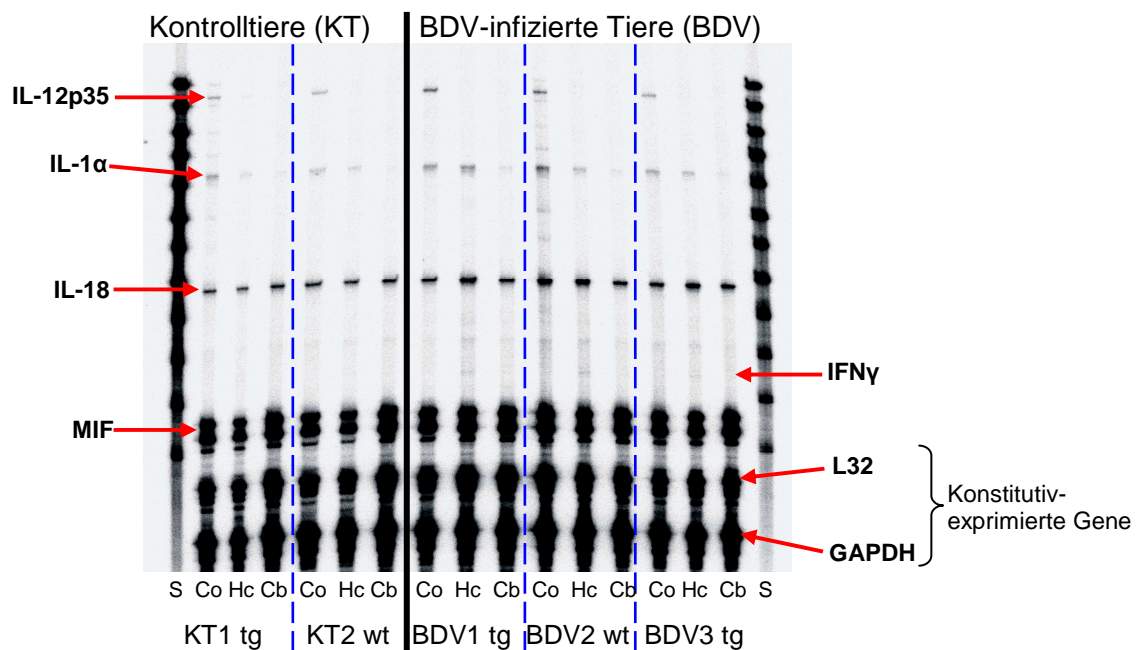 Kontrolltiere (KT)
BDV-infizierte Tiere (BDV)
IL-12p35
IL-1α
IL-18
IFNγ
MIF
L32
Konstitutiv-
exprimierte Gene
GAPDH
S Co Hc Cb Co Hc Cb Co Hc Cb Co Hc Cb Co Hc Cb S
KT1 tg KT2 wt BDV1 tg BDV2 wt BDV3 tg